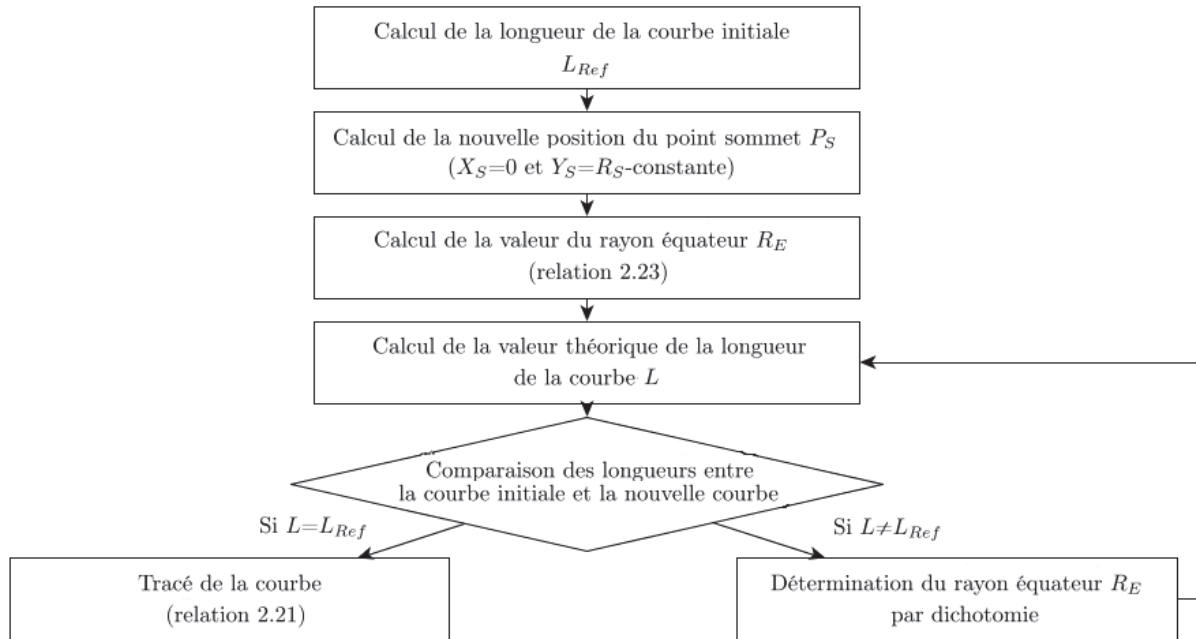 Calcul de la longueur de la courbe initiale
L_{Ref}
Calcul de la nouvelle position du point sommet P_S
(X_S=0 et Y_S=R_S-constante)
Calcul de la valeur du rayon équateur R_E
(relation 2.23)
Calcul de la valeur théorique de la longueur
de la courbe L
Comparaison des longueurs entre
la courbe initiale et la nouvelle courbe
Si L=L_{Ref}
Si L≠L_{Ref}
Tracé de la courbe
(relation 2.21)
Détermination du rayon équateur R_E
par dichotomie